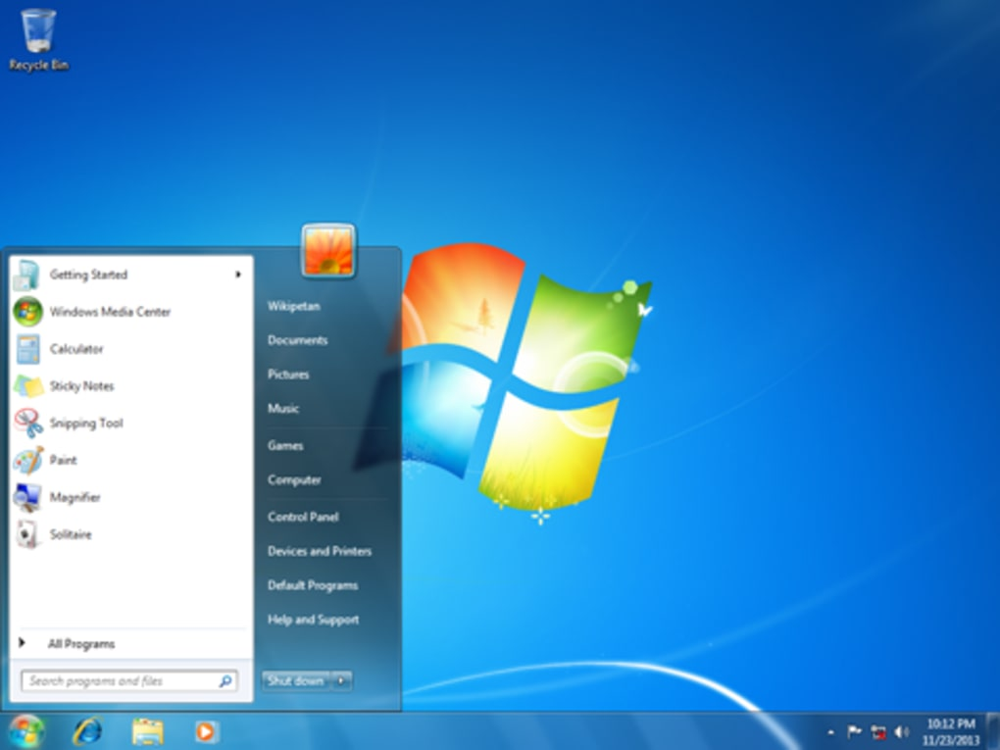 Recycle Bin
Getting Started
Windows Media Center
Calculator
Sticky Notes
Snipping Tool
Paint
Magnifier
Solitaire
All Programs
Search programs and files
Wikipetan
Documents
Pictures
Music
Games
Computer
Control Panel
Devices and Printers
Default Programs
Help and Support
Shut down
10:12 PM
11/23/2013